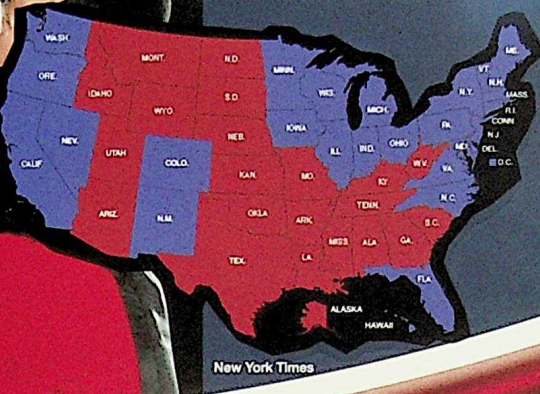 WASH.
ORE.
CALIF
NEV.
IDAHO
MONT.
WYO.
UTAH
ARIZ.
COLO.
N.M.
N.D.
S.D.
NEB.
KAN.
OKLA
TEX.
MINN.
IOWA
MO.
ARK.
LA.
WIS.
ILL
MICH.
IND.
OHIO
KY.
TENN.
MISS.
ALA
GA.
FLA.
S.C.
N.C.
VA.
W.V.
PA.
N.Y.
VT.
N.H.
ME.
MASS.
R.I.
CONN.
N J
DEL.
MD.
D.C.
ALASKA
HAWAII
New York Times